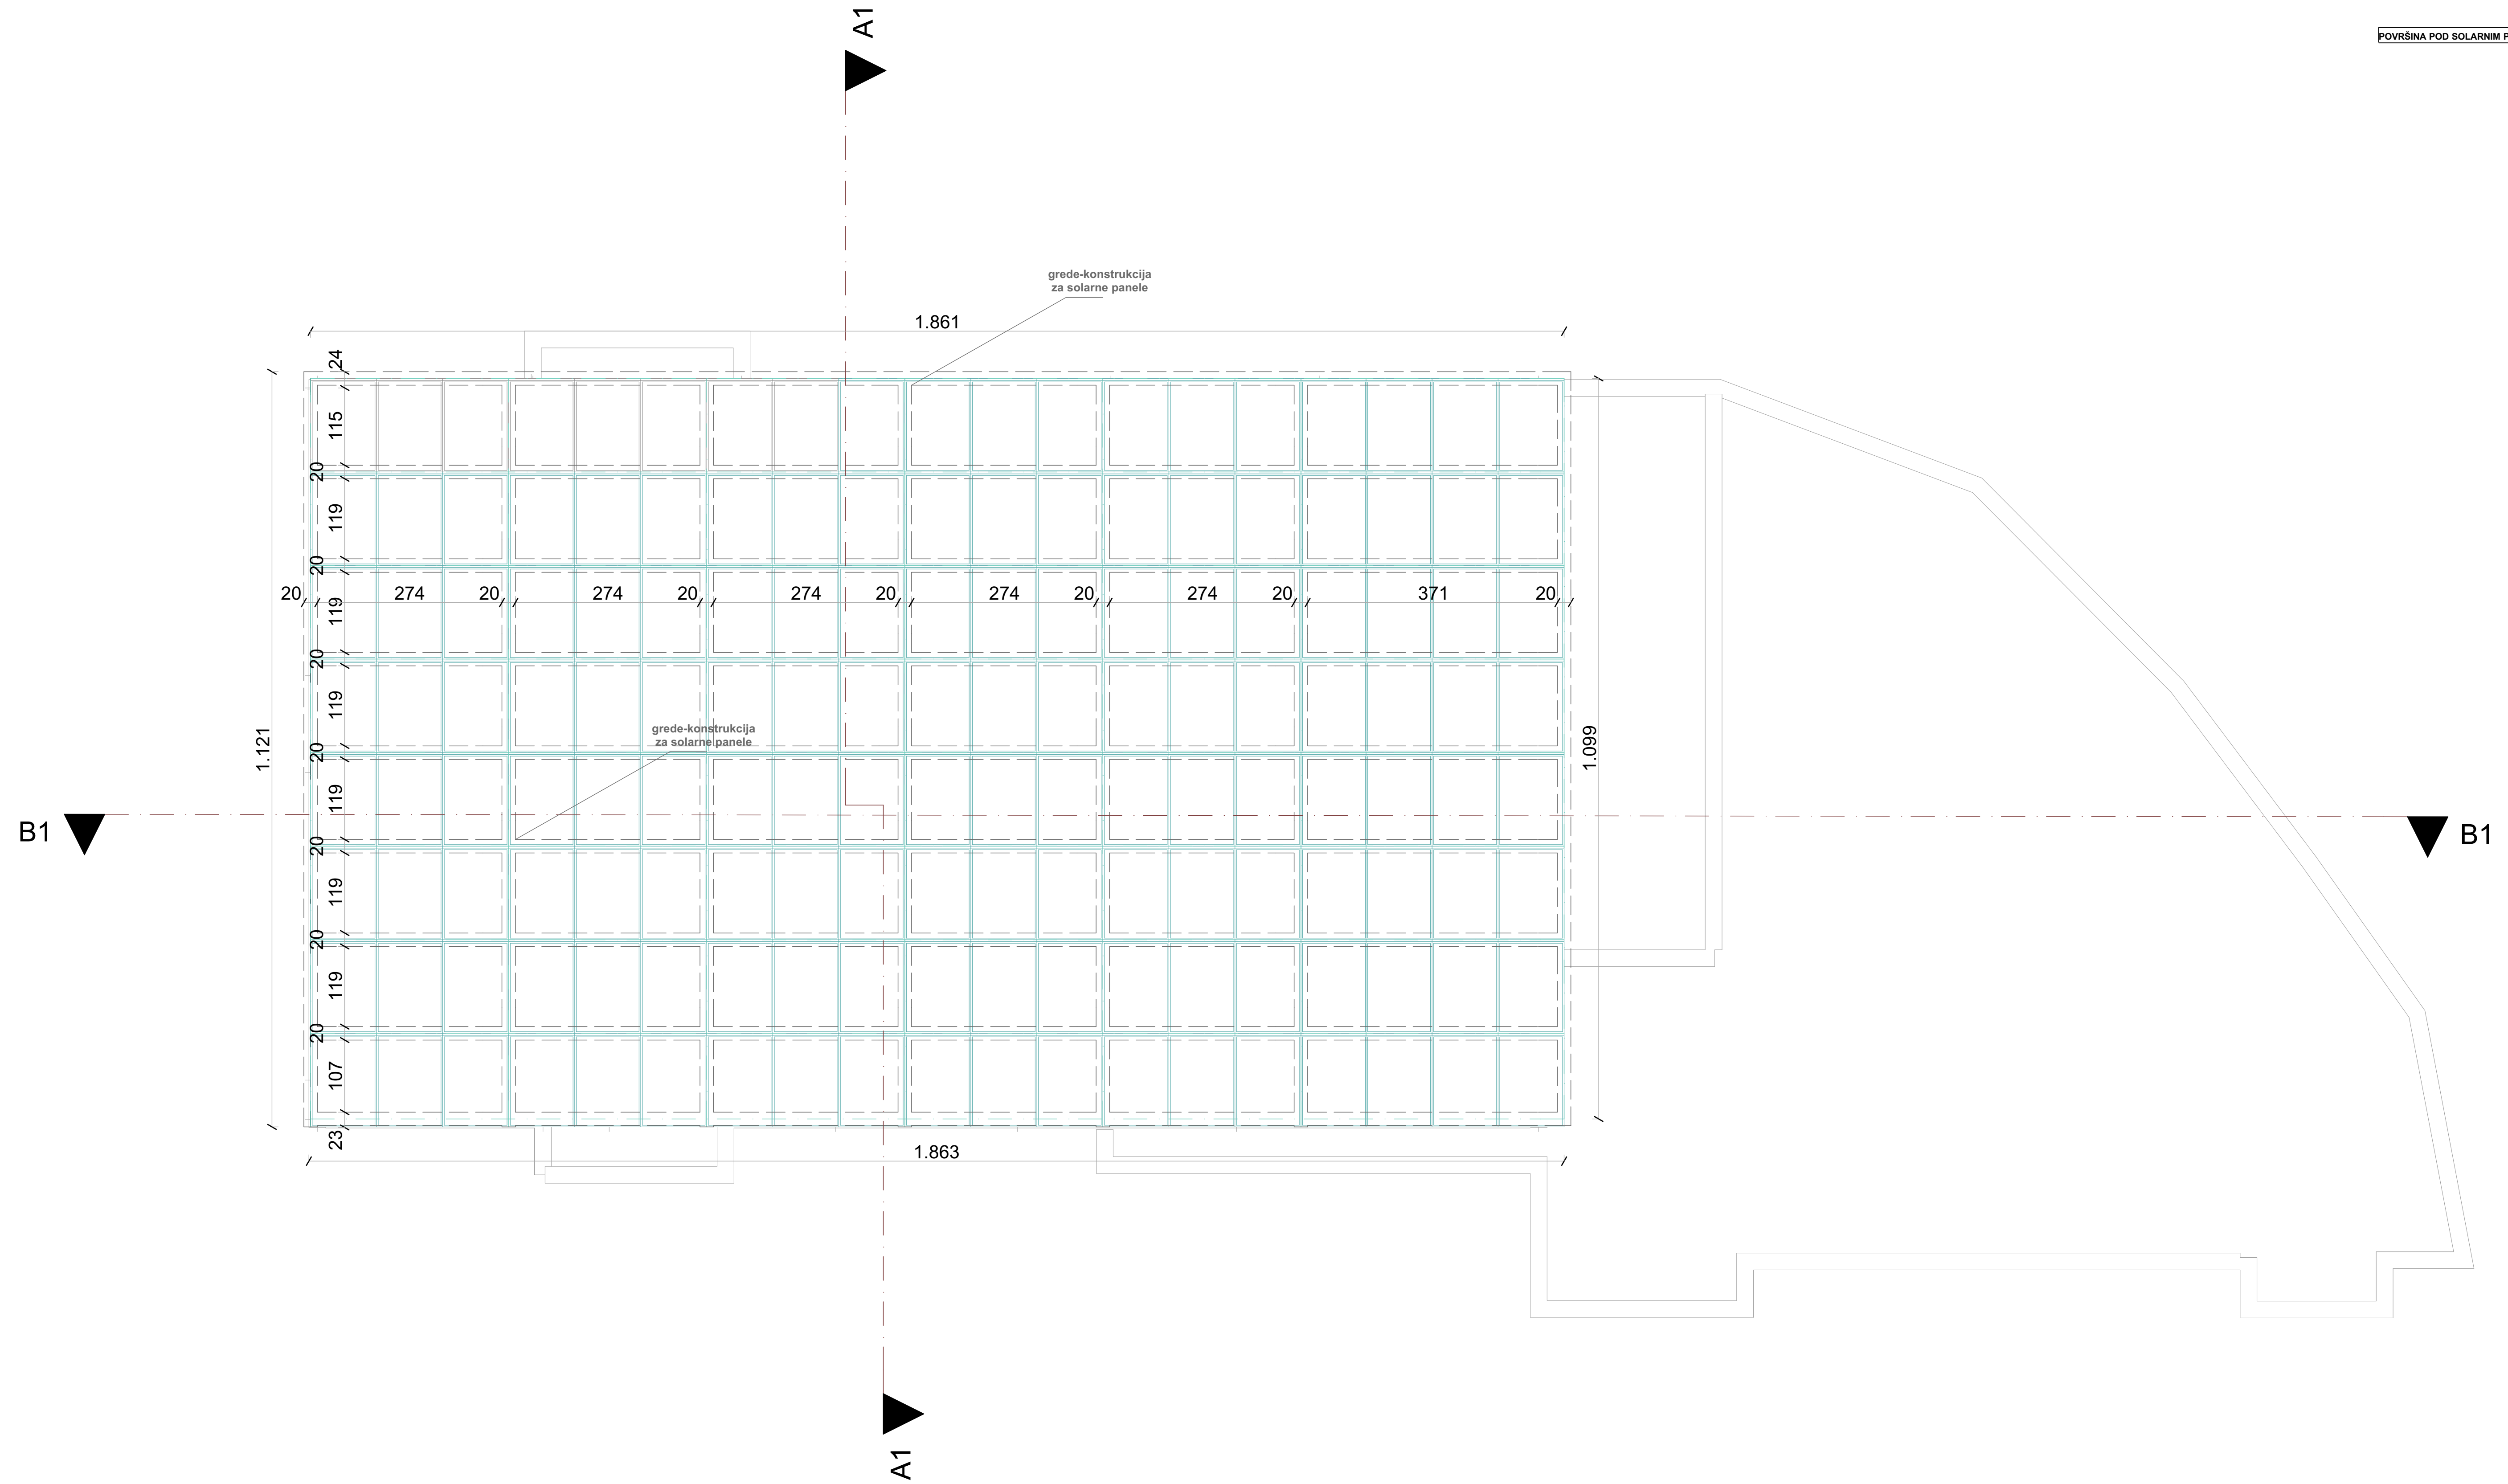 A1
POVRŠINA POD SOLARNIM P
grede-konstrukcija
za solarne panele
1.861
24
115
20
119
20
20 274 20 274 20 274 20 274 20 274 20 371 20
119
20
119
20
grede-konstrukcija
za solarne panele
1.121
1.099
119
B1
B1
20
119
20
119
20
107
23
1.863
A1